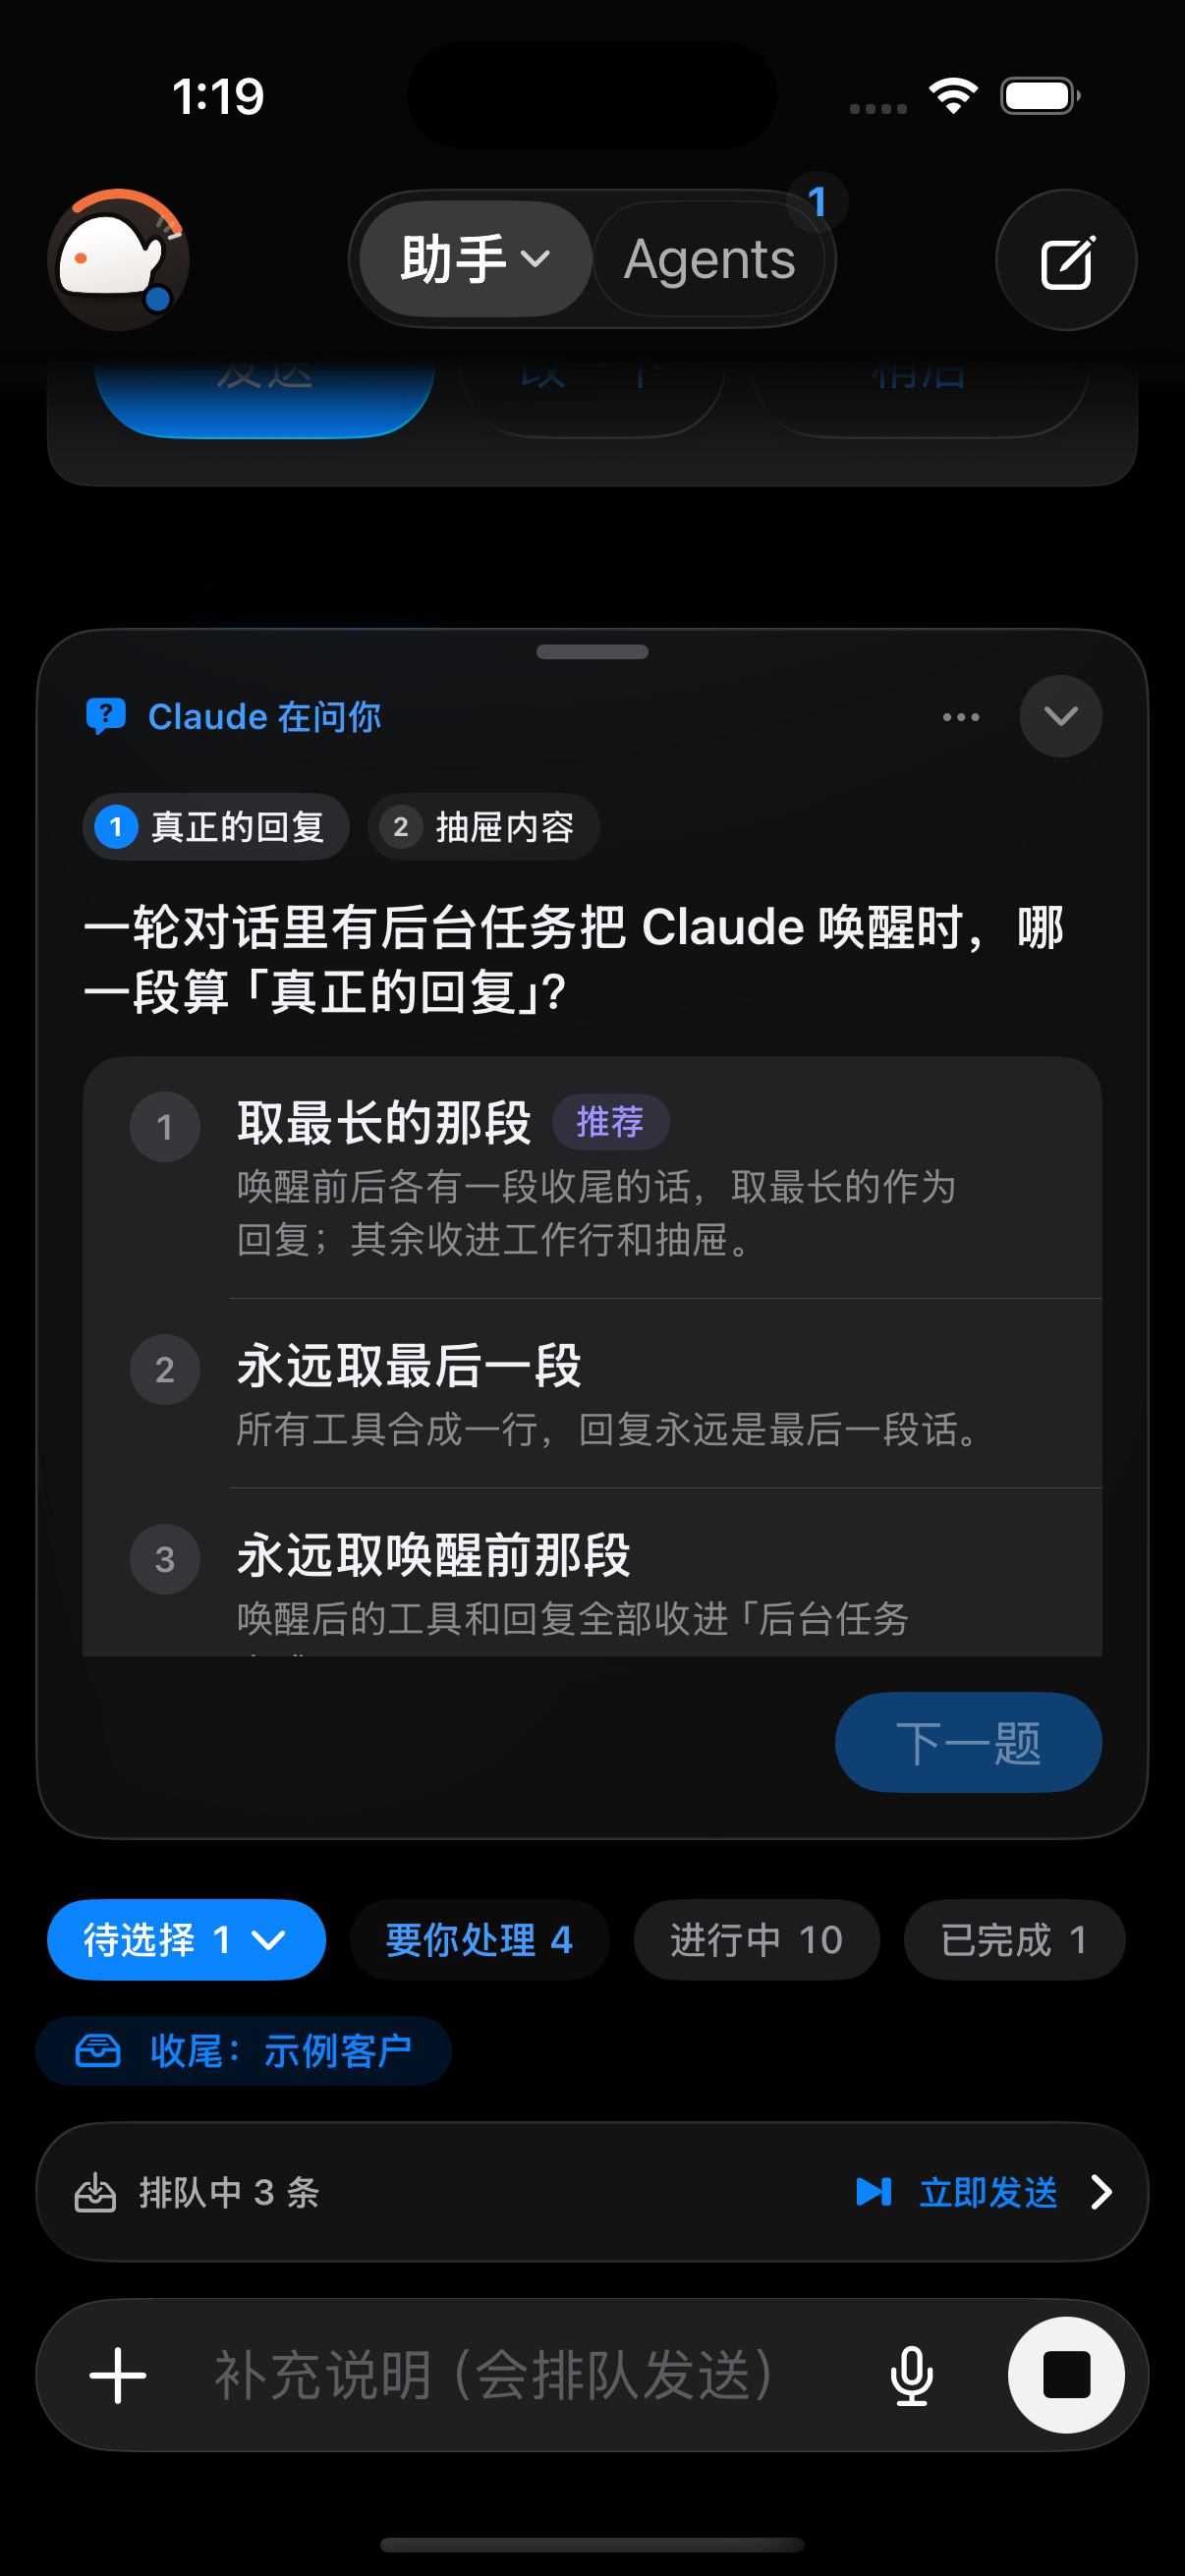 1:19
助手
Agents
1
发送
改一下
稍后
Claude 在问你
1 真正的回复
2 抽屉内容
一轮对话里有后台任务把 Claude 唤醒时，哪
一段算「真正的回复」?
1
取最长的那段
推荐
唤醒前后各有一段收尾的话，取最长的作为
回复；其余收进工作行和抽屉。
2
永远取最后一段
所有工具合成一行，回复永远是最后一段话。
3
永远取唤醒前那段
唤醒后的工具和回复全部收进「后台任务
下一题
待选择 1
要你处理 4
进行中 10
已完成 1
收尾：示例客户
排队中 3 条
立即发送
补充说明（会排队发送）